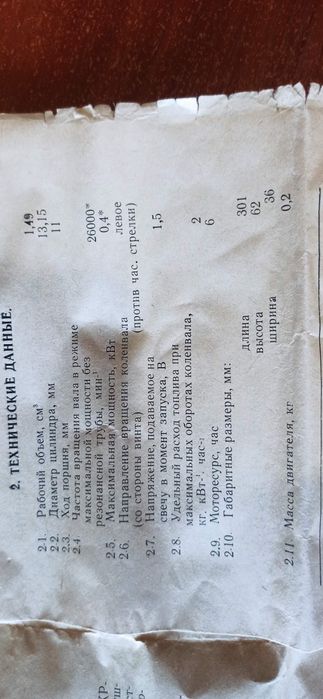 2. ТЕХНИЧЕСКИЕ ДАННЫЕ.
2.1. Рабочий объем, см³ 1,49
2.2. Диаметр цилиндра, мм 13,15
2.3. Ход поршня, мм 11
2.4 Частота вращения вала в режиме
максимальной мощности без
резонансной трубы, мин⁻¹ 26000*
2.5. Максимальная мощность, кВт 0,4*
2.6. Направление вращения коленвала левое
(со стороны винта) (против час. стрелки)
2.7. Напряжение, подаваемое на
свечу в момент запуска, В 1,5
2.8. Удельный расход топлива при
максимальных оборотах коленвала,
кг. кВт⁻¹. час⁻¹ 2
2.9. Моторесурс, час 6
2.10. Габаритные размеры, мм:
длина 301
высота 62
ширина 36
2.11. Масса двигателя, кг 0,2
КР-